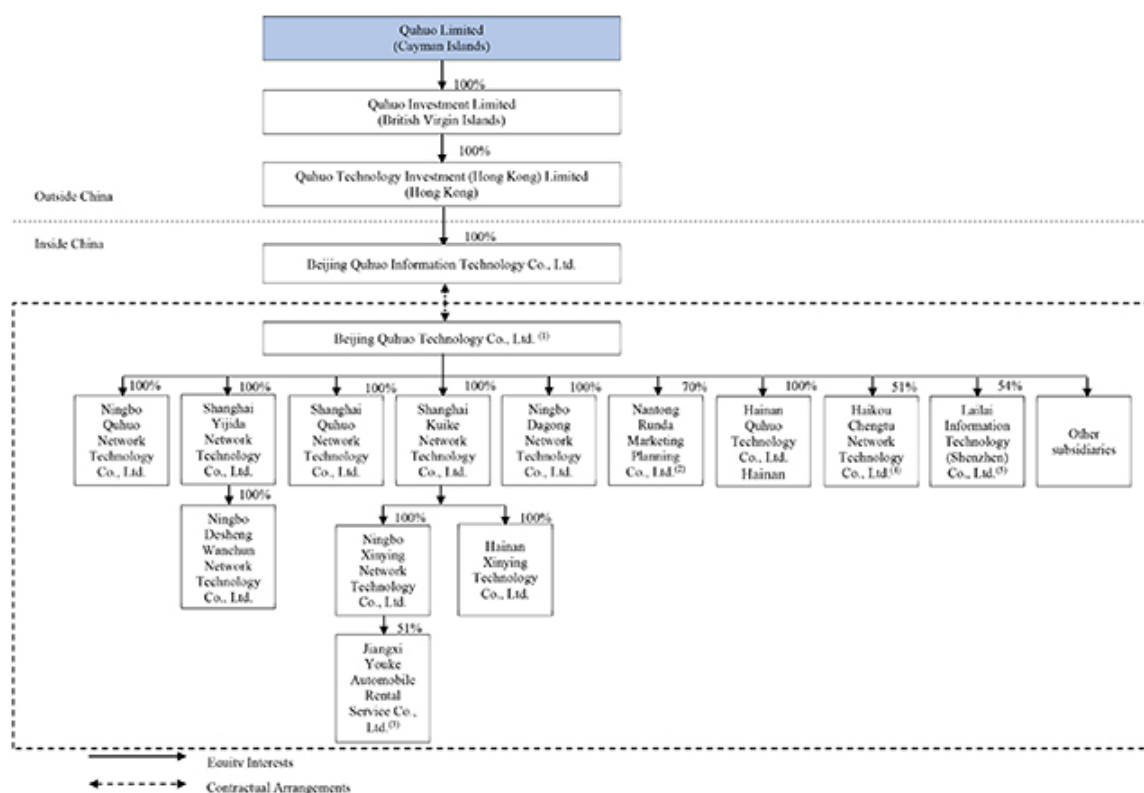 Quhuo Limited
(Cayman Islands)
100%
Quhuo Investment Limited
(British Virgin Islands)
100%
Quhuo Technology Investment (Hong Kong) Limited
(Hong Kong)
Outside China
Inside China
100%
Beijing Quhuo Information Technology Co., Ltd.
Beijing Quhuo Technology Co., Ltd. (1)
100%
100%
100%
100%
100%
70%
100%
51%
54%
Ningbo
Quhuo
Network
Technology
Co., Ltd.
Shanghai
Yijida
Network
Technology
Co., Ltd.
Shanghai
Quhuo
Network
Technology
Co., Ltd.
Shanghai
Kuike
Network
Technology
Co., Ltd.
Ningbo
Dagong
Network
Technology
Co., Ltd.
Nantong
Runda
Marketing
Planning
Co., Ltd.(2)
Hainan
Quhuo
Technology
Co., Ltd.
Hainan
Haikou
Chengtu
Network
Technology
Co., Ltd.(4)
Lailai
Information
Technology
(Shenzhen)
Co., Ltd.(5)
Other
subsidiaries
100%
100%
100%
Ningbo
Desheng
Wanchun
Network
Technology
Co., Ltd.
Ningbo
Xinying
Network
Technology
Co., Ltd.
Hainan
Xinying
Technology
Co., Ltd.
51%
Jiangxi
Youke
Automobile
Rental
Service Co.,
Ltd.(3)
Equity Interests
Contractual Arrangements